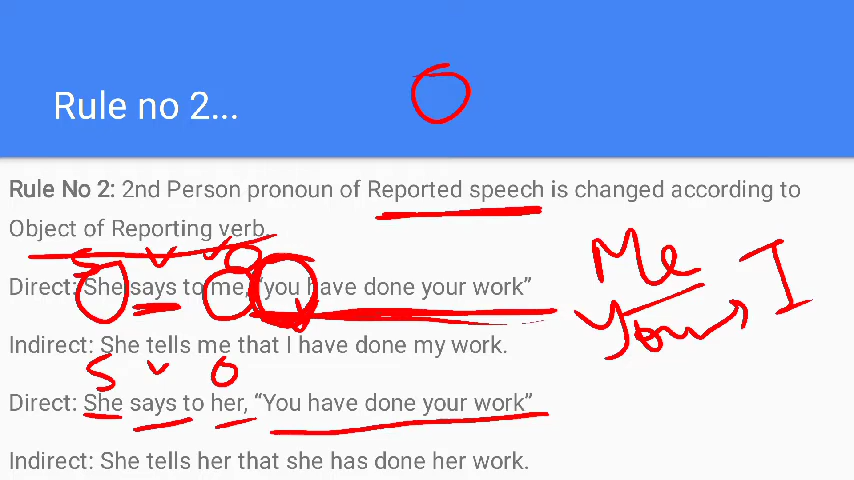 Rule no 2...
Rule No 2: 2nd Person pronoun of Reported speech is changed according to
Object of Reporting verb.
S V O
Direct: She says to me, “you have done your work”
Me
You → I
Indirect: She tells me that I have done my work.
S V O
Direct: She says to her, “You have done your work”
Indirect: She tells her that she has done her work.